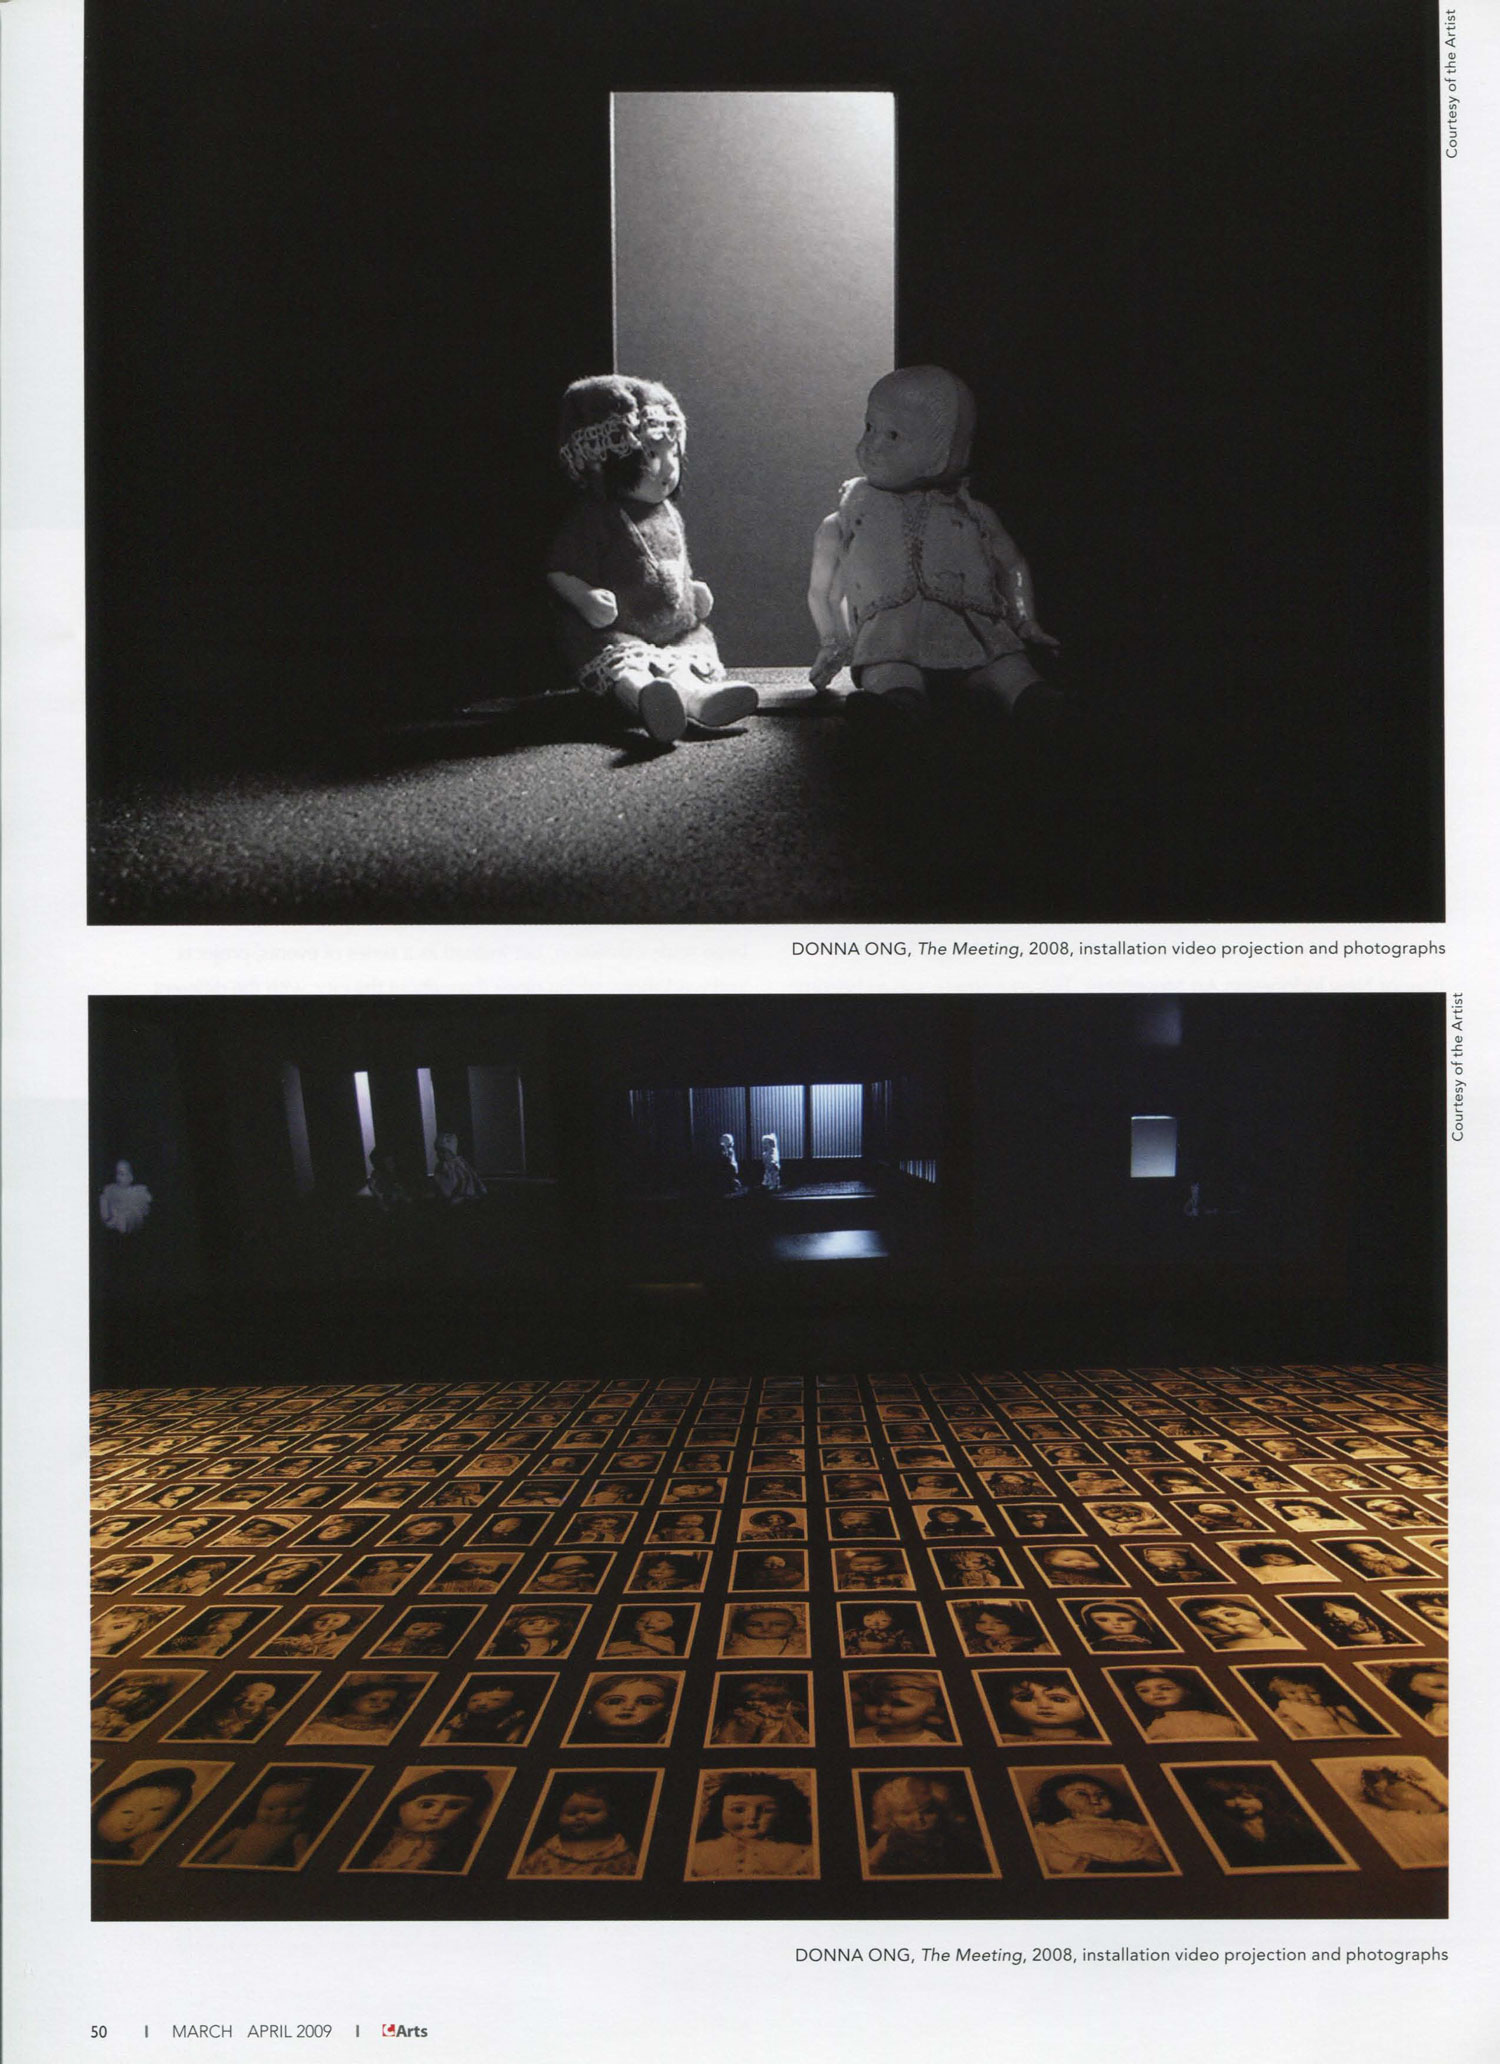 Courtesy of the Artist
DONNA ONG, The Meeting, 2008, installation video projection and photographs
Courtesy of the Artist
DONNA ONG, The Meeting, 2008, installation video projection and photographs
50 I MARCH APRIL 2009 I CArts